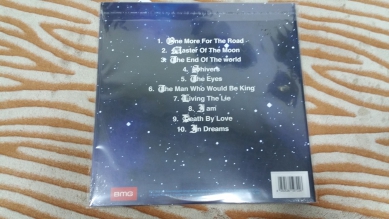 1. One More For The Road
2. Master Of The Moon
3. The End Of The World
4. Shivers
5. The Eyes
6. The Man Who Would Be King
7. Living The Lie
8. I am
9. Death By Love
10. In Dreams
BMG